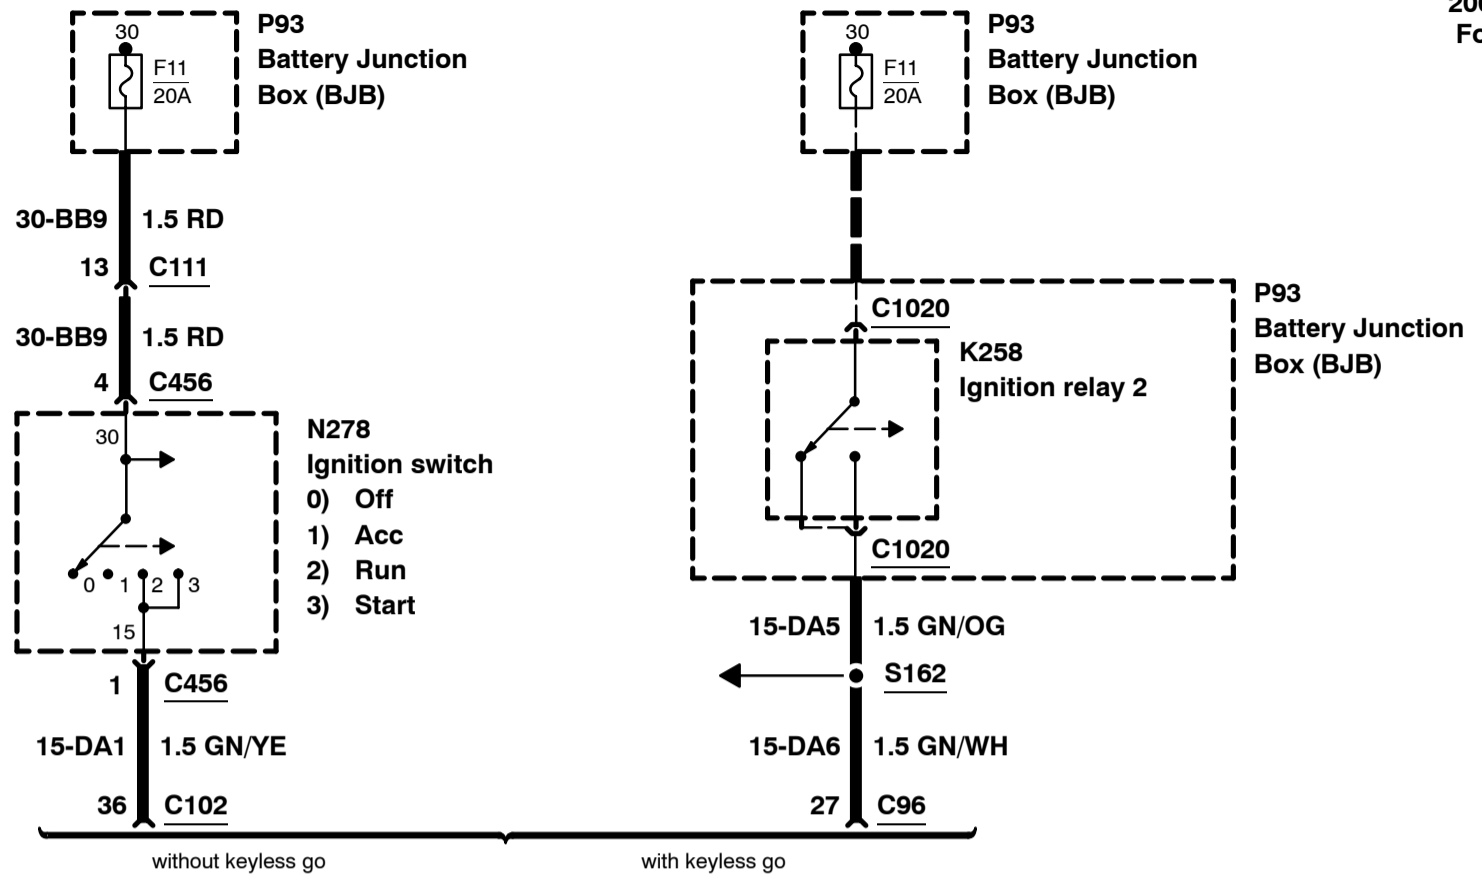 30
F11
20A
P93
Battery Junction
Box (BJB)
30-BB9 1.5 RD
13 C111
30-BB9 1.5 RD
4 C456
30
N278
Ignition switch
0) Off
1) Acc
2) Run
3) Start
0 1 2 3
15
1 C456
15-DA1 1.5 GN/YE
36 C102
without keyless go
30
F11
20A
P93
Battery Junction
Box (BJB)
C1020
K258
Ignition relay 2
P93
Battery Junction
Box (BJB)
C1020
15-DA5 1.5 GN/OG
S162
15-DA6 1.5 GN/WH
27 C96
with keyless go